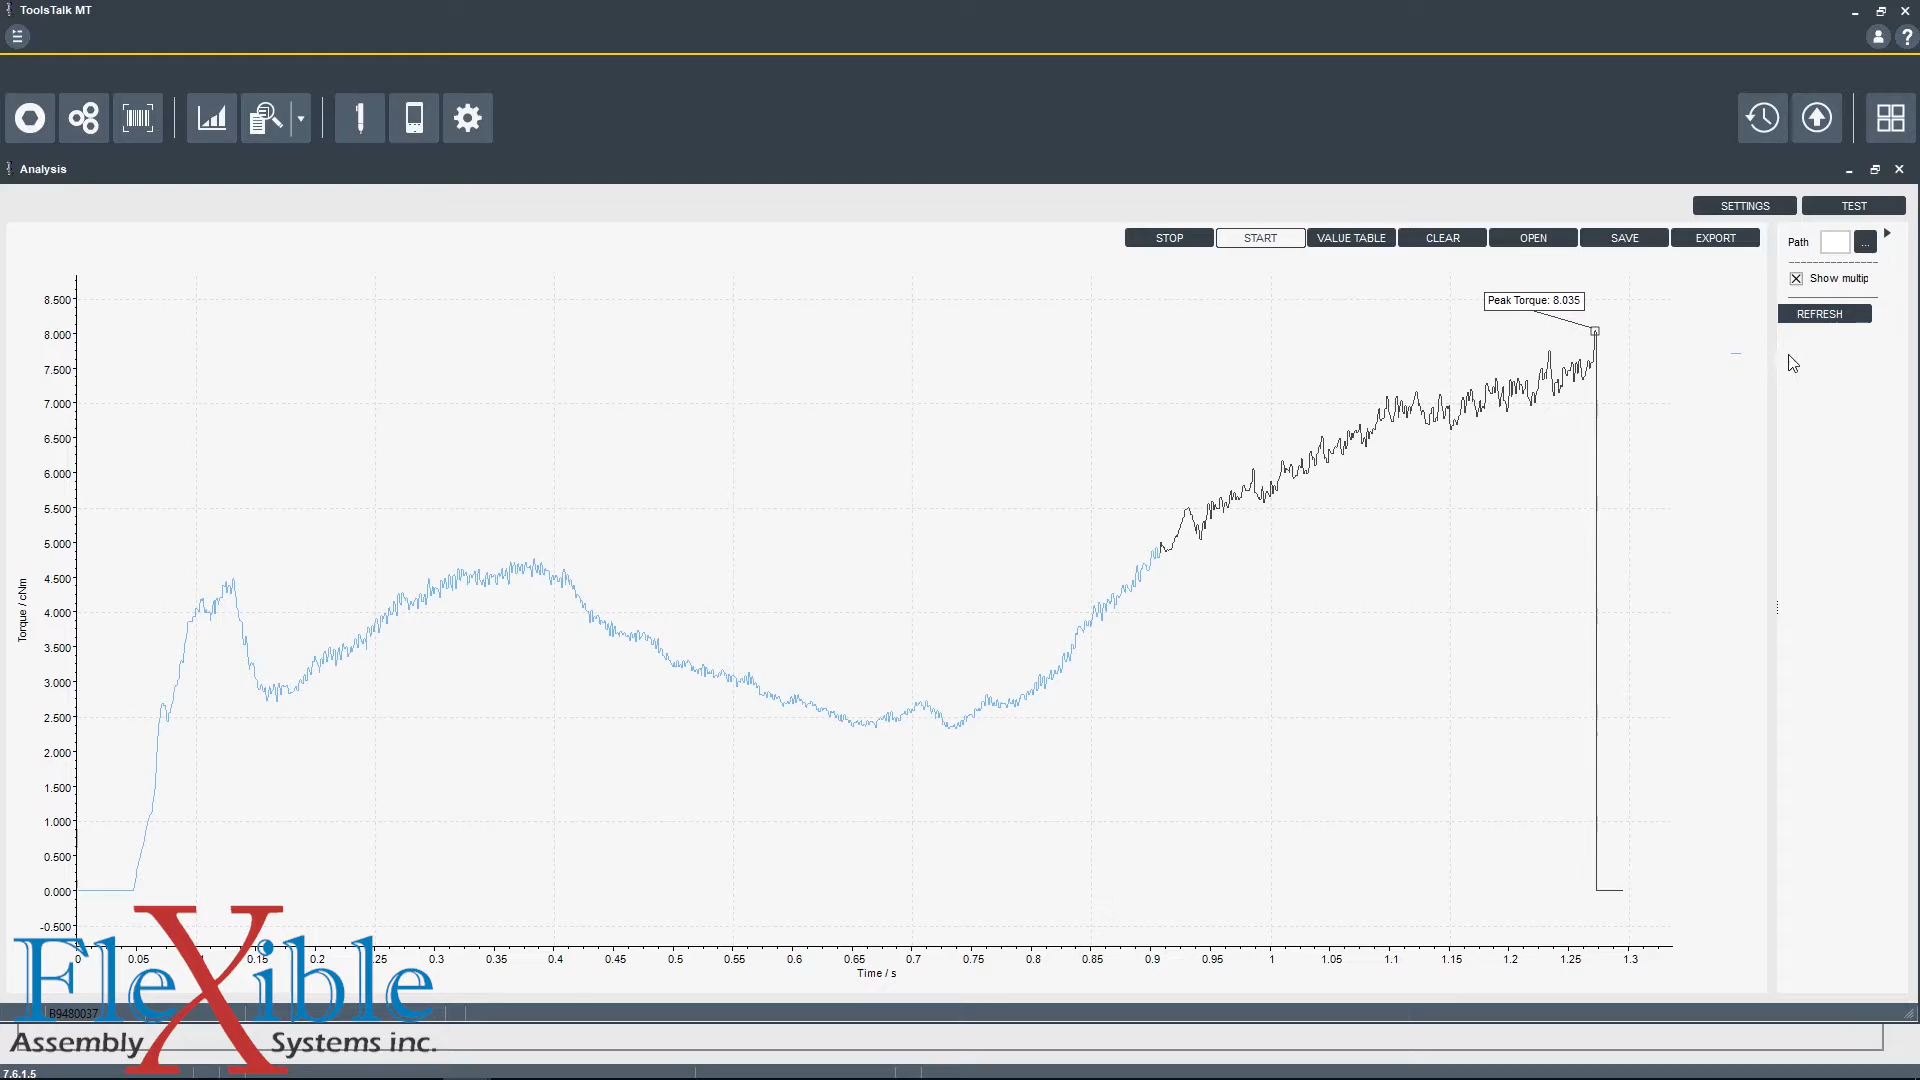 ToolsTalk MT
Analysis
SETTINGS TEST
STOP START VALUE TABLE CLEAR OPEN SAVE EXPORT
Path ...
Show multip
REFRESH
Peak Torque: 8.035
8.500
8.000
7.500
7.000
6.500
6.000
5.500
5.000
4.500
4.000
3.500
3.000
2.500
2.000
1.500
1.000
0.500
0.000
-0.500
Torque / cNm
0 0.05 0.15 0.2 0.25 0.3 0.35 0.4 0.45 0.5 0.55 0.6 0.65 0.7 0.75 0.8 0.85 0.9 0.95 1 1.05 1.1 1.15 1.2 1.25 1.3
Time / s
FleXible
B9480037
Assembly Systems inc.
7.6.1.5